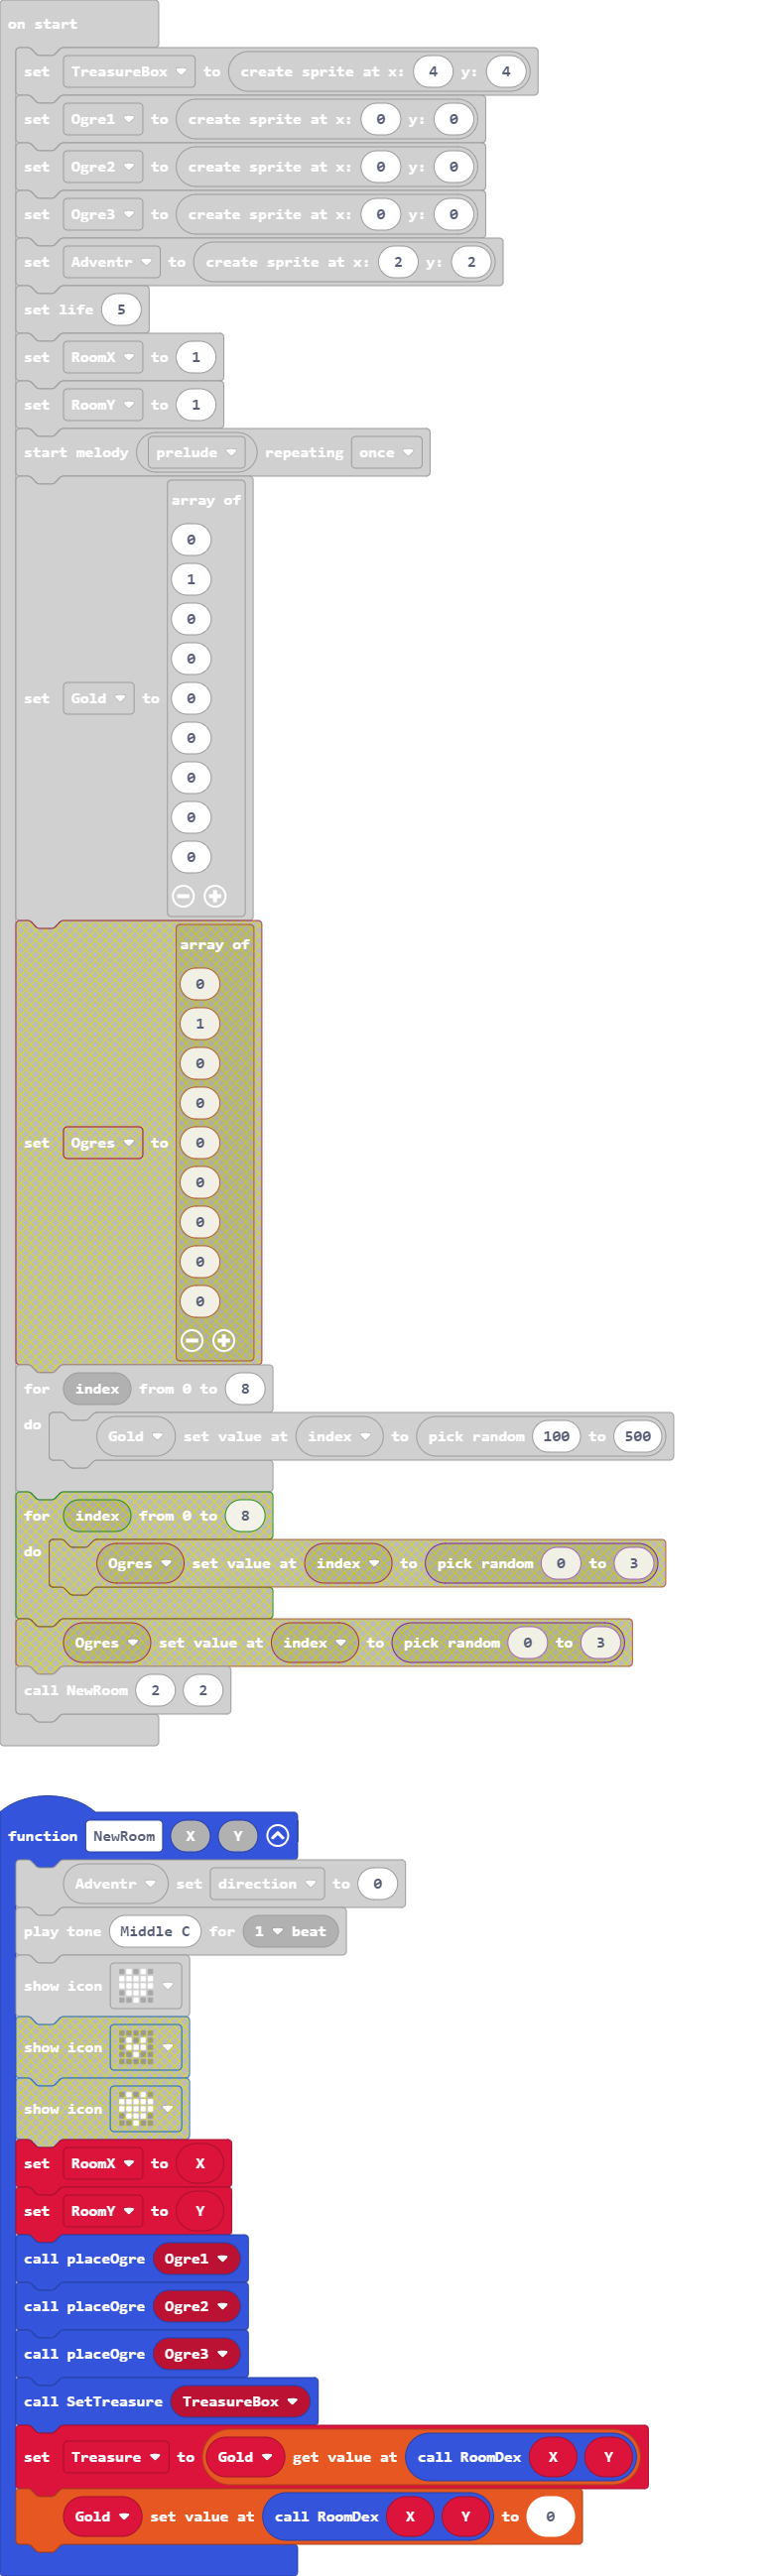 on start
set TreasureBox to create sprite at x: 4 y: 4
set Ogre1 to create sprite at x: 0 y: 0
set Ogre2 to create sprite at x: 0 y: 0
set Ogre3 to create sprite at x: 0 y: 0
set Adventr to create sprite at x: 2 y: 2
set life 5
set RoomX to 1
set RoomY to 1
start melody prelude repeating once
array of
0
1
0
0
set Gold to 0
0
0
0
0
array of
0
1
0
0
set Ogres to 0
0
0
0
0
for index from 0 to 8
do
Gold set value at index to pick random 100 to 500
for index from 0 to 8
do
Ogres set value at index to pick random 0 to 3
Ogres set value at index to pick random 0 to 3
call NewRoom 2 2
function NewRoom X Y
Adventr set direction to 0
play tone Middle C for 1 beat
show icon
show icon
show icon
set RoomX to X
set RoomY to Y
call placeOgre Ogre1
call placeOgre Ogre2
call placeOgre Ogre3
call SetTreasure TreasureBox
set Treasure to Gold get value at call RoomDex X Y
Gold set value at call RoomDex X Y to 0